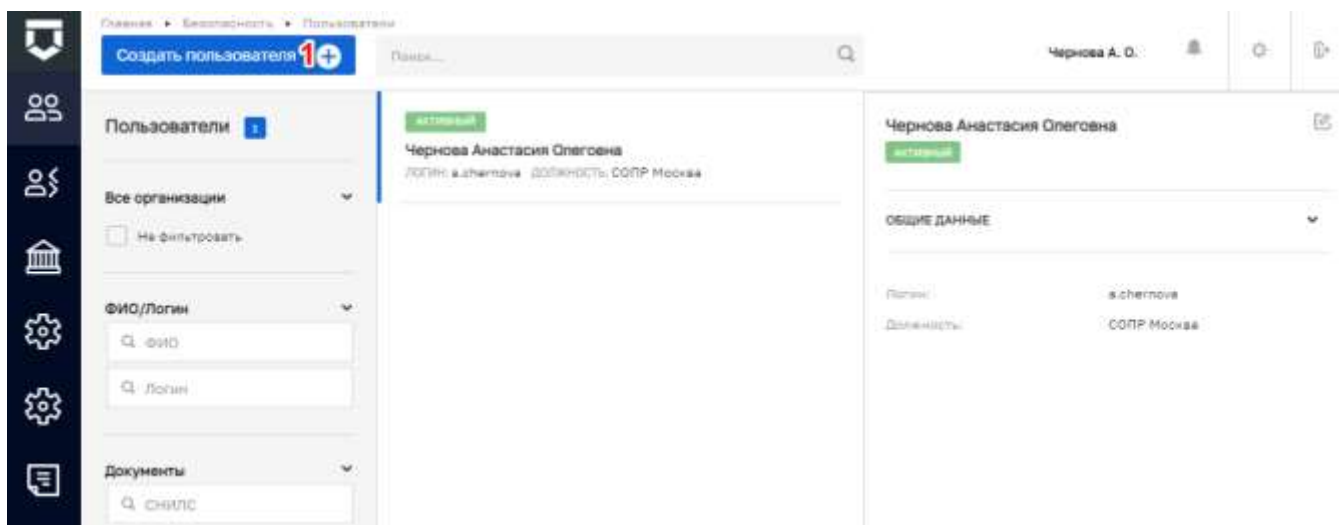 Главная ▸ Безопасность ▸ Пользователи
Создать пользователя 1
Поиск...
Чернова А. О.
Пользователи 1
Все организации
Не фильтровать
ФИО/Логин
ФИО
Логин
Документы
СНИЛС
АКТИВНЫЙ
Чернова Анастасия Олеговна
ЛОГИН: a.chernova ДОЛЖНОСТЬ: СОПР Москва
Чернова Анастасия Олеговна
АКТИВНЫЙ
ОБЩИЕ ДАННЫЕ
Логин: a.chernova
Должность: СОПР Москва